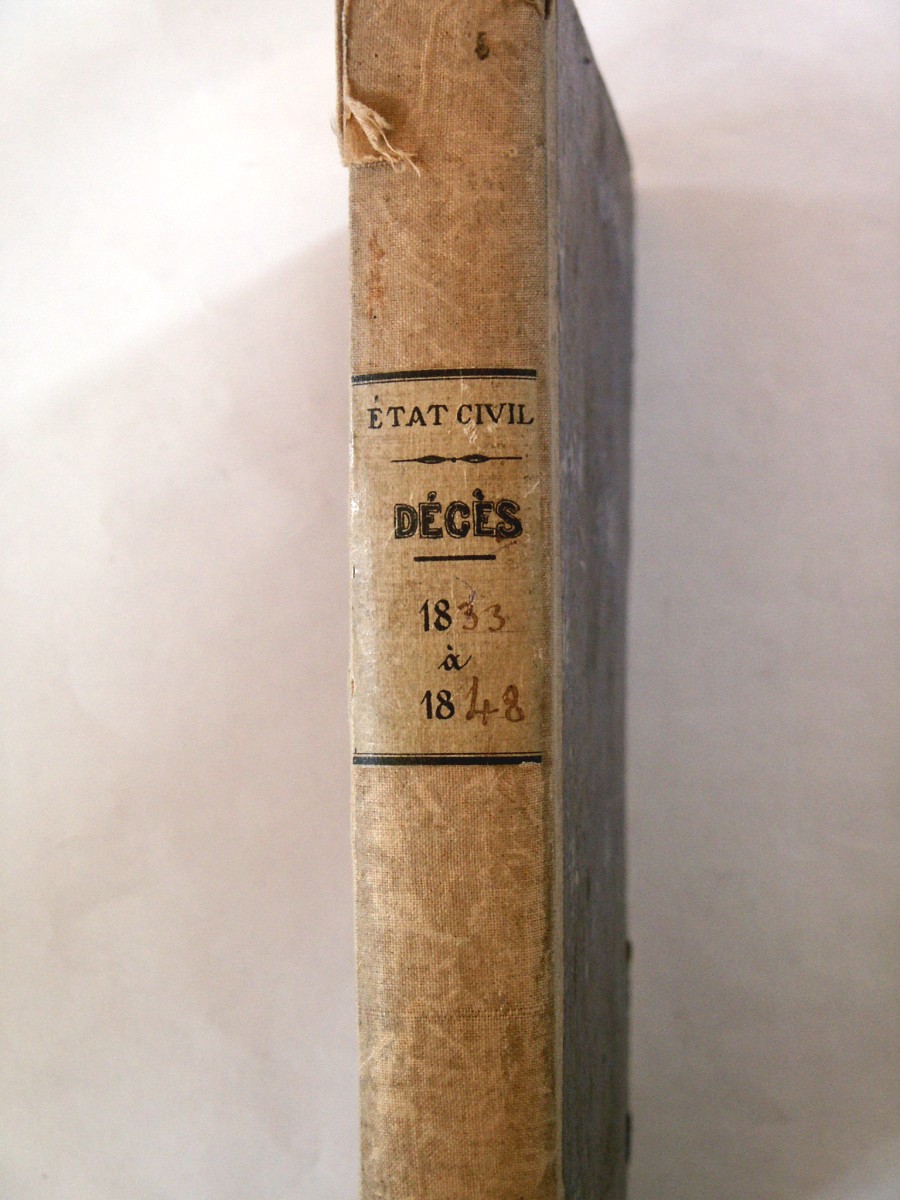 ÉTAT CIVIL
DÉCÈS
1833
à
1848